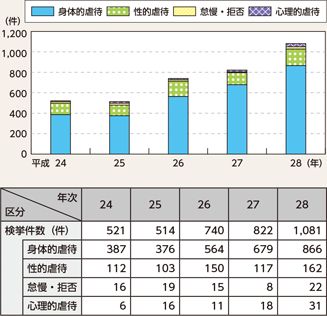 身体的虐待 性的虐待 怠慢・拒否 心理的虐待
(件)
1,200
1,000
800
600
400
200
0
平成 24 25 26 27 28 (年)
年次
区分
24 25 26 27 28
検挙件数(件) 521 514 740 822 1,081
身体的虐待 387 376 564 679 866
性的虐待 112 103 150 117 162
怠慢・拒否 16 19 15 8 22
心理的虐待 6 16 11 18 31